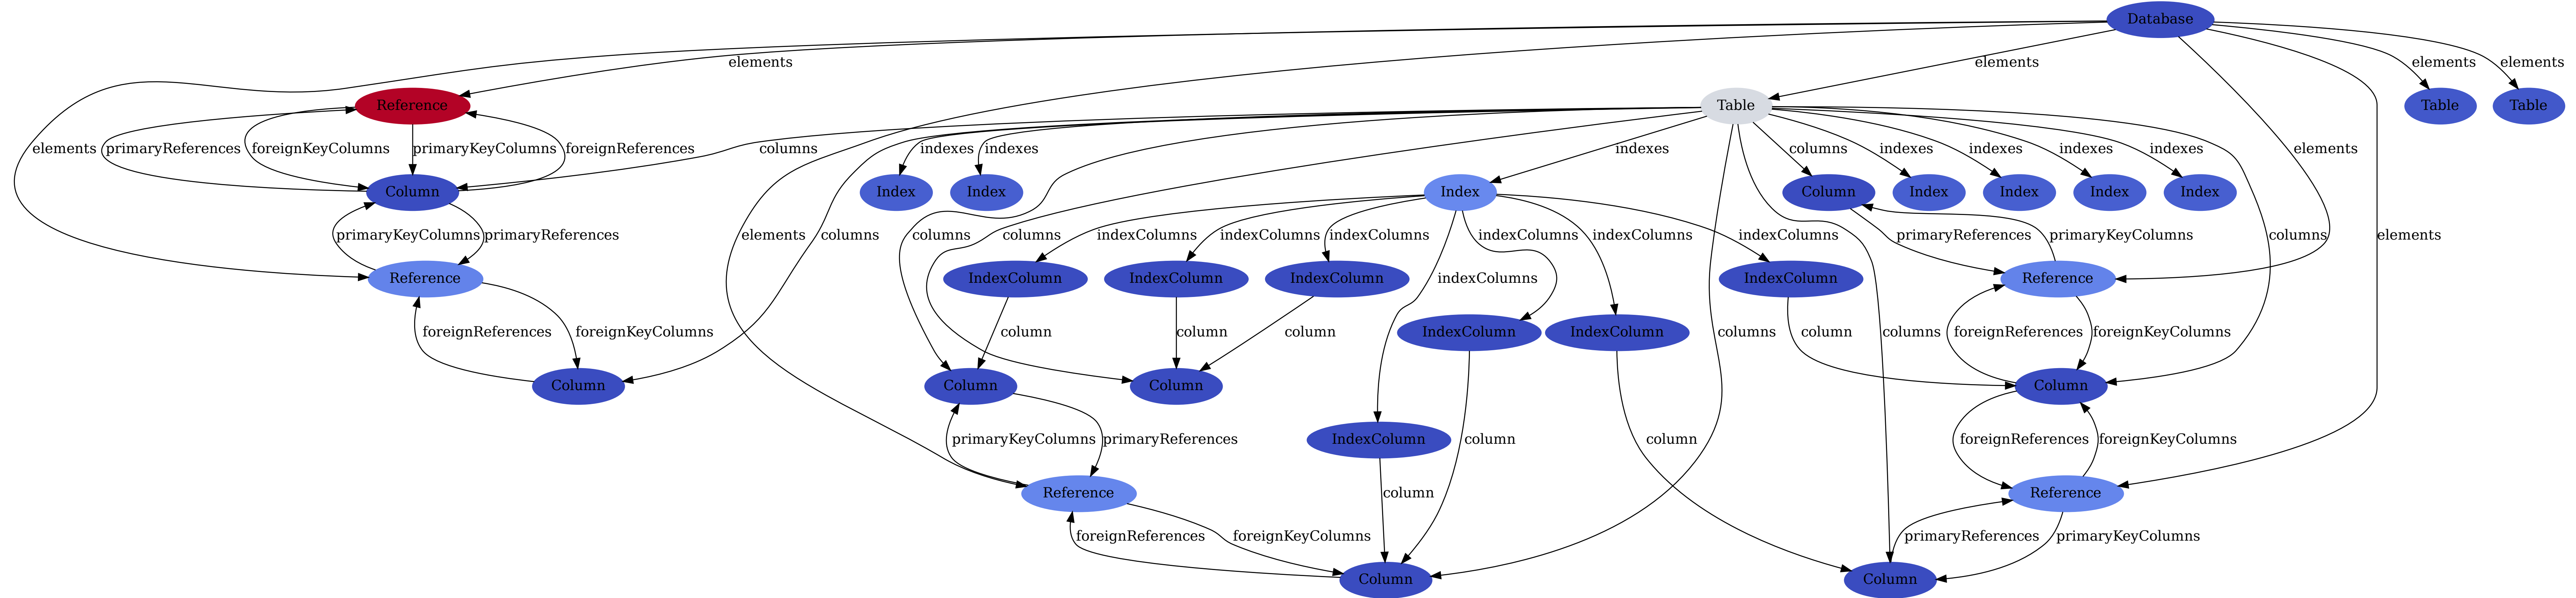 Database
elements
elements
elements
elements
Reference
Table
Table
Table
elements
primaryReferences
foreignKeyColumns
primaryKeyColumns
foreignReferences
columns
indexes
indexes
indexes
columns
indexes
indexes
indexes
indexes
elements
Column
Index
Index
Index
Column
Index
Index
Index
Index
primaryKeyColumns
primaryReferences
elements
columns
columns
columns
indexColumns
indexColumns
indexColumns
indexColumns
indexColumns
indexColumns
primaryReferences
primaryKeyColumns
columns
elements
Reference
IndexColumn
IndexColumn
IndexColumn
indexColumns
IndexColumn
Reference
foreignReferences
foreignKeyColumns
column
column
column
IndexColumn
IndexColumn
columns
column
columns
foreignReferences
foreignKeyColumns
Column
Column
Column
Column
primaryKeyColumns
primaryReferences
IndexColumn
column
column
foreignReferences
foreignKeyColumns
Reference
column
Reference
foreignReferences
foreignKeyColumns
primaryReferences
primaryKeyColumns
Column
Column